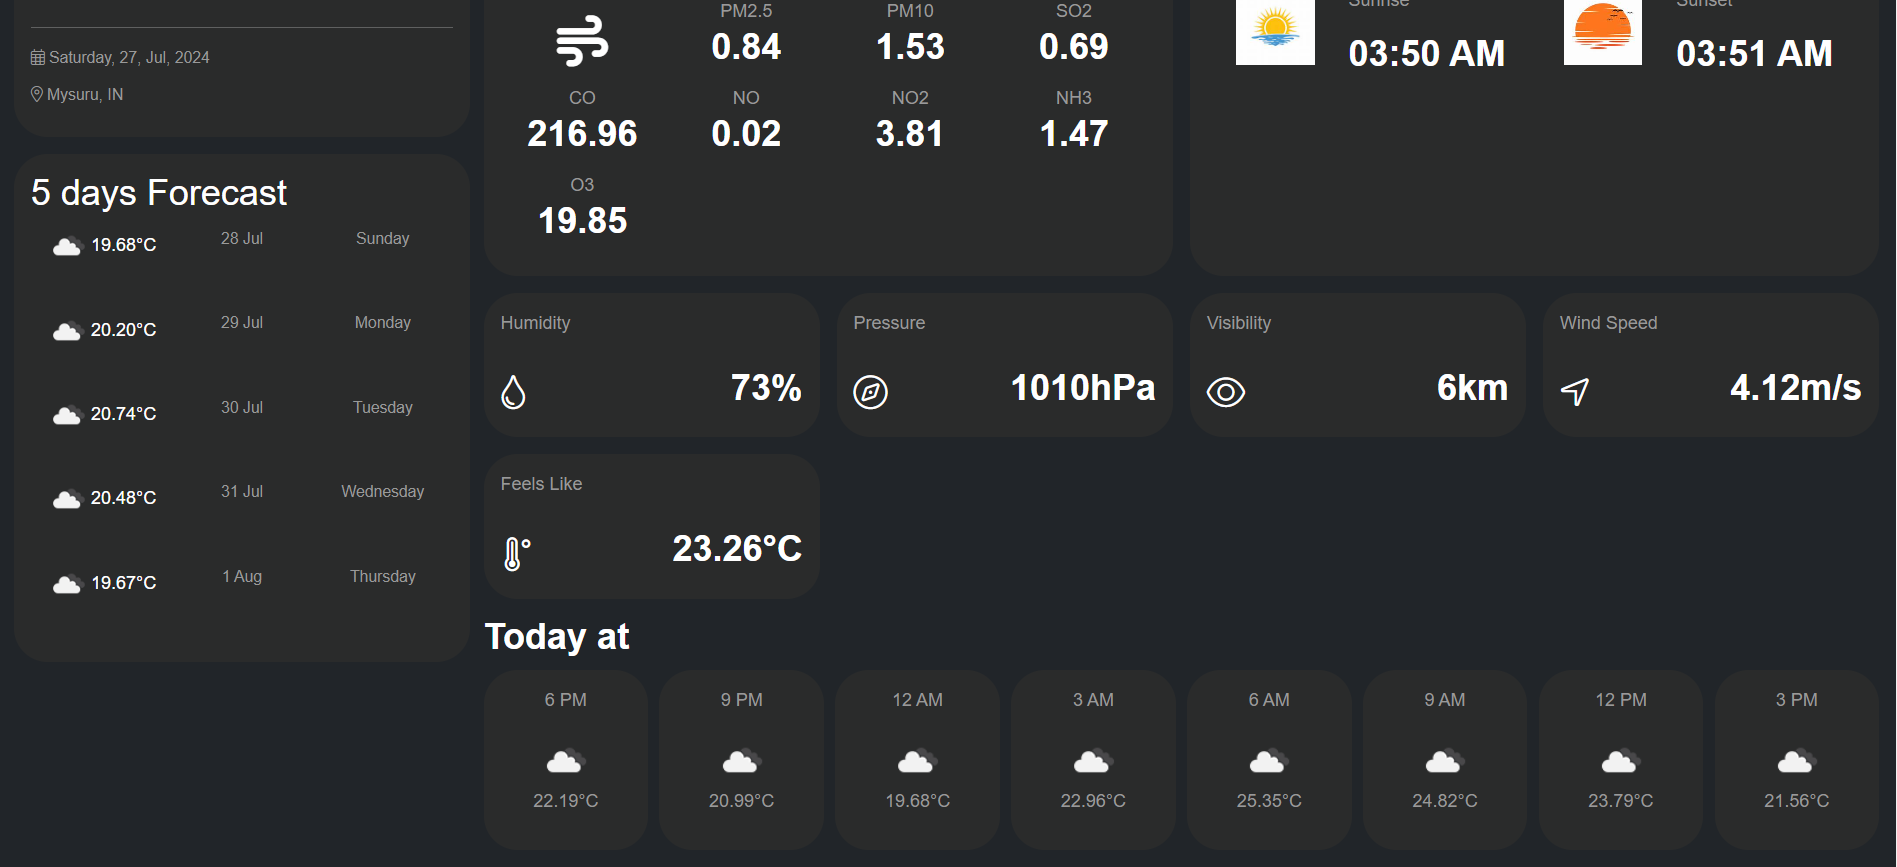 Saturday, 27, Jul, 2024
Mysuru, IN
5 days Forecast
19.68°C 28 Jul Sunday
20.20°C 29 Jul Monday
20.74°C 30 Jul Tuesday
20.48°C 31 Jul Wednesday
19.67°C 1 Aug Thursday
PM2.5 PM10 SO2
0.84 1.53 0.69
CO NO NO2 NH3
216.96 0.02 3.81 1.47
O3
19.85
Sunrise Sunset
03:50 AM 03:51 AM
Humidity
73%
Pressure
1010hPa
Visibility
6km
Wind Speed
4.12m/s
Feels Like
23.26°C
Today at
6 PM 9 PM 12 AM 3 AM 6 AM 9 AM 12 PM 3 PM
22.19°C 20.99°C 19.68°C 22.96°C 25.35°C 24.82°C 23.79°C 21.56°C